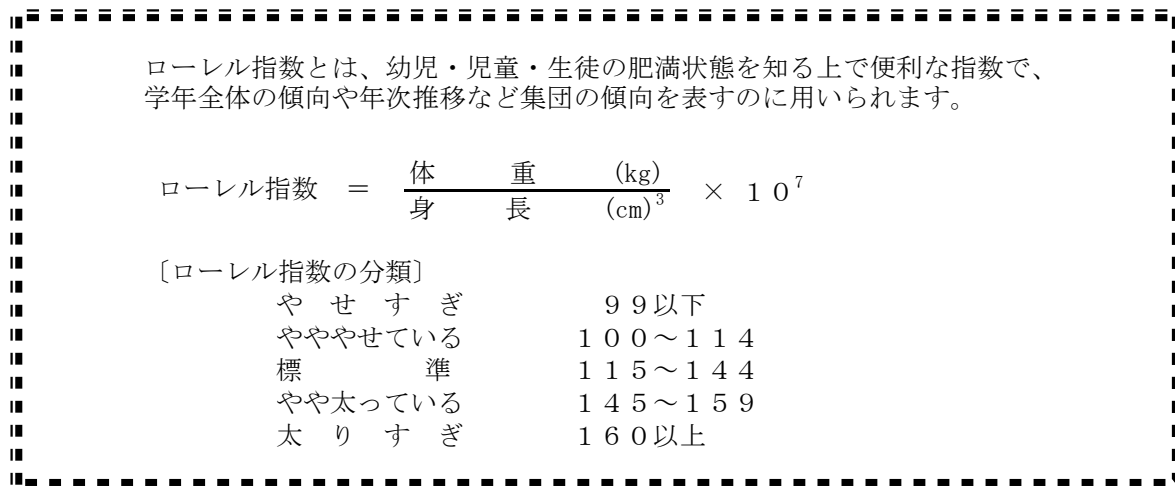 ローレル指数とは、幼児・児童・生徒の肥満状態を知る上で便利な指数で、
学年全体の傾向や年次推移など集団の傾向を表すのに用いられます。
ローレル指数 ＝ 体　重 (kg) / 身　長 (cm)³ × １０⁷
〔ローレル指数の分類〕
や せ す ぎ　９９以下
やややせている　１００～１１４
標　準　１１５～１４４
やや太っている　１４５～１５９
太 り す ぎ　１６０以上